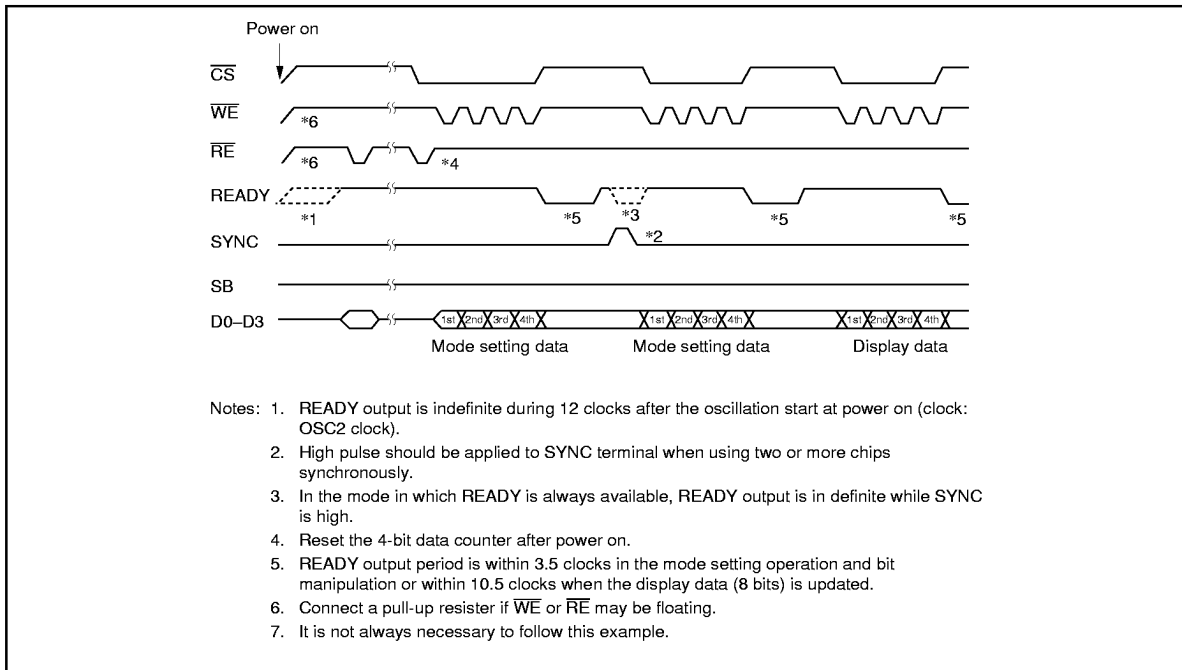 Power on
CS
WE *6
RE *6 *4
READY *1 *5 *3 *5 *5
SYNC *2
SB
D0–D3 1st 2nd 3rd 4th 1st 2nd 3rd 4th 1st 2nd 3rd 4th
Mode setting data Mode setting data Display data
Notes: 1. READY output is indefinite during 12 clocks after the oscillation start at power on (clock:
OSC2 clock).
2. High pulse should be applied to SYNC terminal when using two or more chips
synchronously.
3. In the mode in which READY is always available, READY output is in definite while SYNC
is high.
4. Reset the 4-bit data counter after power on.
5. READY output period is within 3.5 clocks in the mode setting operation and bit
manipulation or within 10.5 clocks when the display data (8 bits) is updated.
6. Connect a pull-up resister if WE or RE may be floating.
7. It is not always necessary to follow this example.